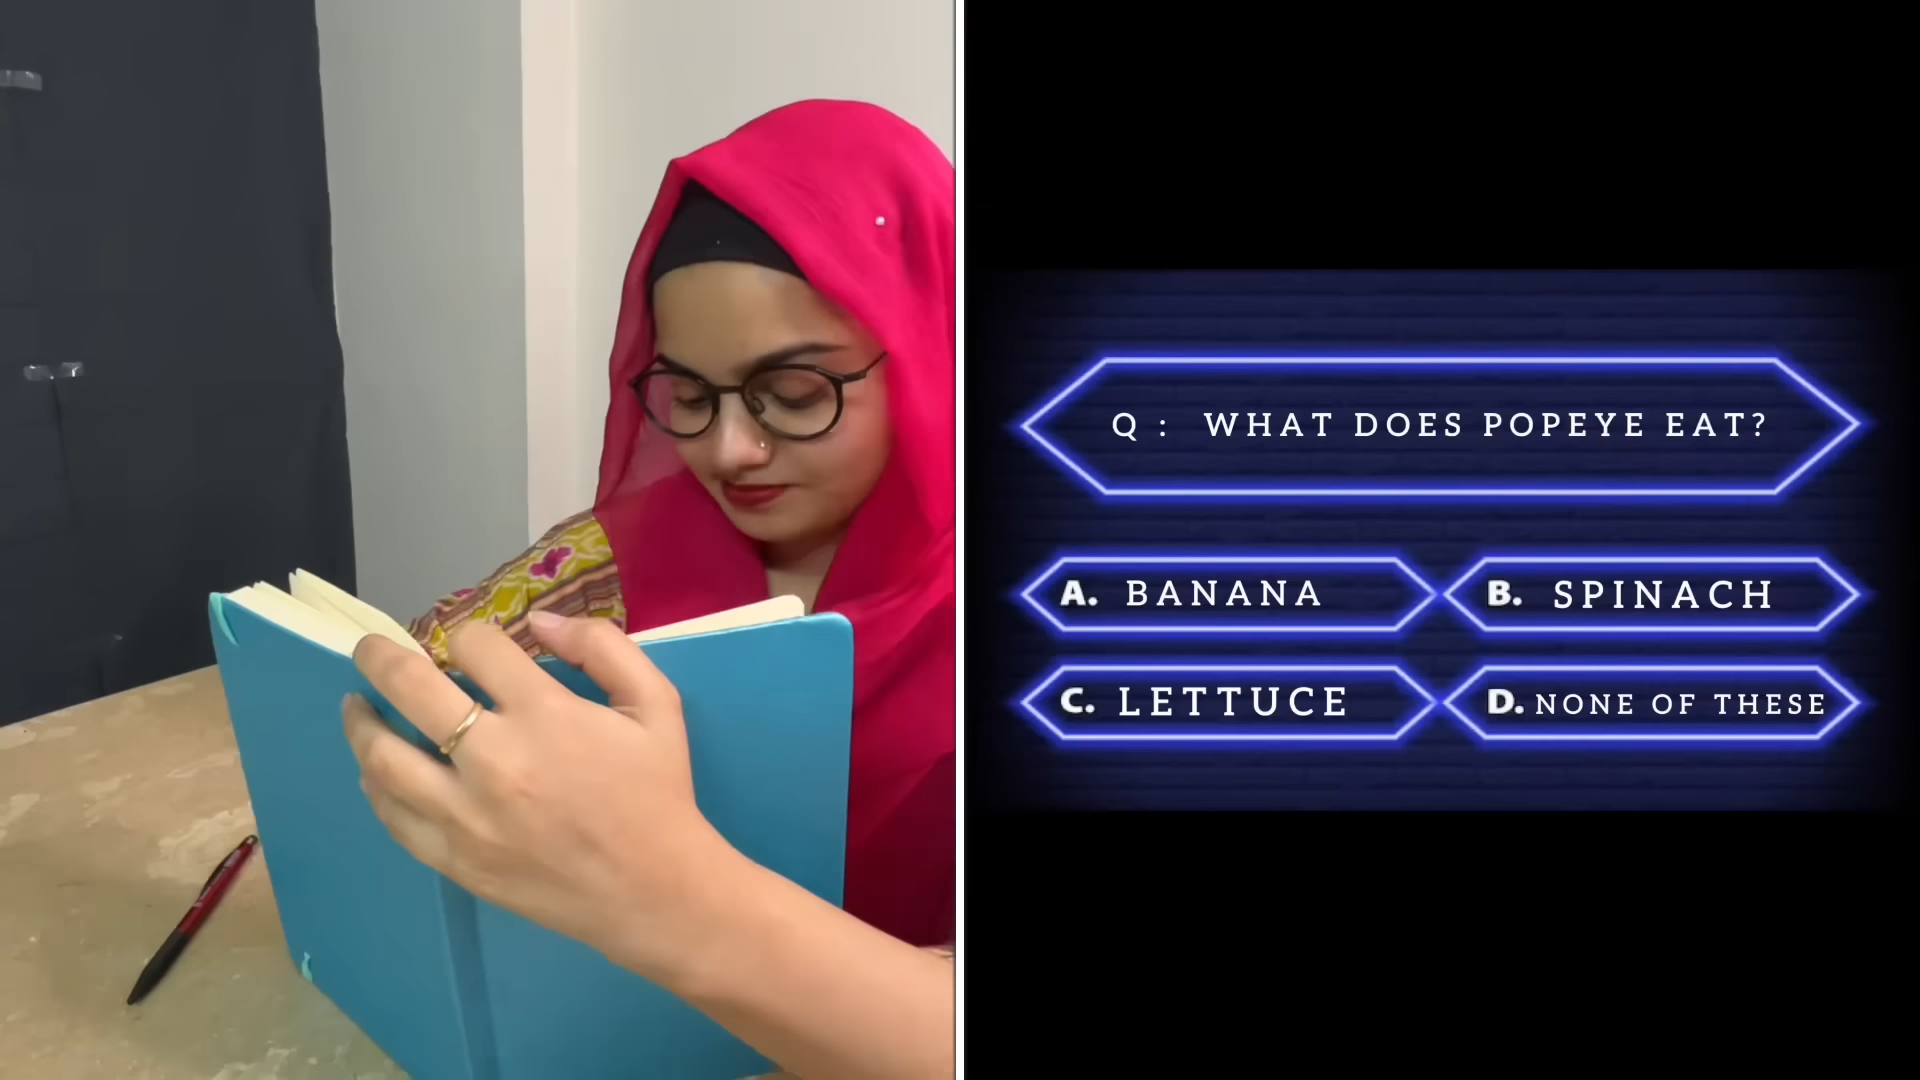 Q : WHAT DOES POPEYE EAT?
A. BANANA
B. SPINACH
C. LETTUCE
D. NONE OF THESE